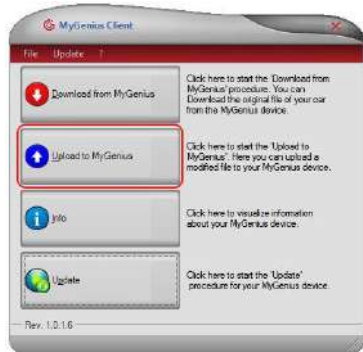 MyGenius Client
File Update ?
Download from MyGenius
Click here to start the 'Download from
MyGenius' procedure. You can
Download the original file of your car
from the MyGenius device.
Upload to MyGenius
Click here to start the 'Upload to
MyGenius'. Here you can upload a
modified file to your MyGenius device.
Info
Click here to visualize information
about your MyGenius device.
Update
Click here to start the 'Update'
procedure for your MyGenius device.
Rev. 1.0.1.6